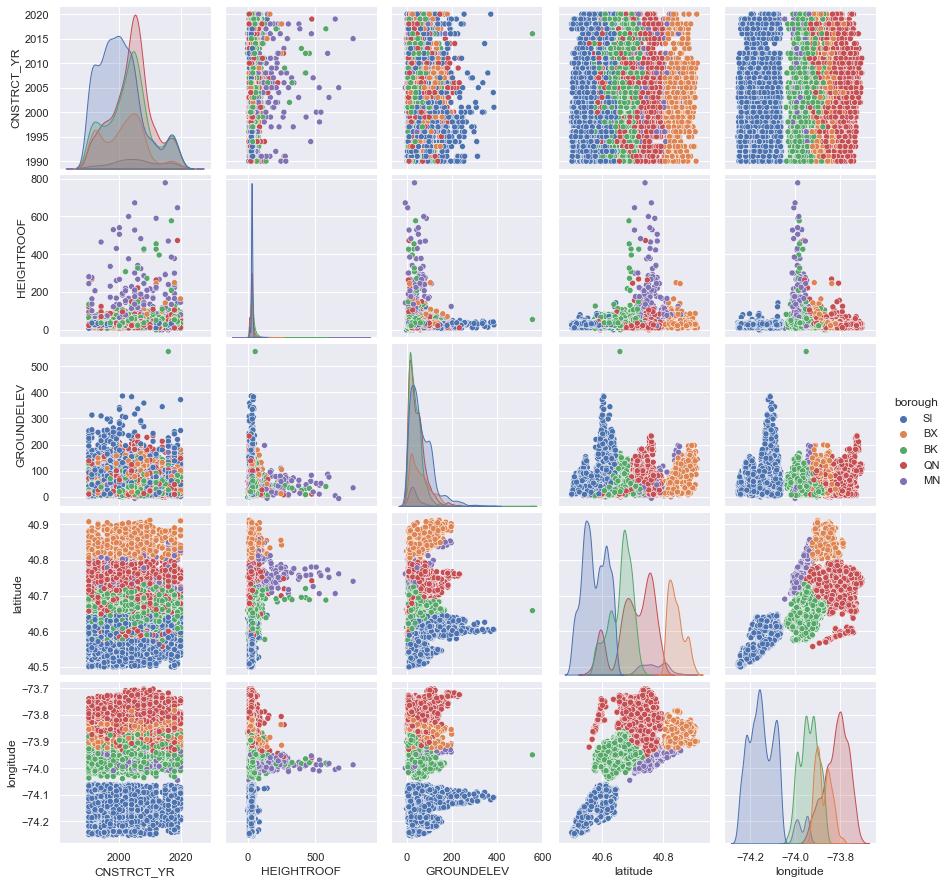 CNSTRCT_YR
2020
2015
2010
2005
2000
1995
1990
HEIGHTROOF
800
600
400
200
0
GROUNDELEV
500
400
300
200
100
0
borough
SI
BX
BK
QN
MN
latitude
40.9
40.8
40.7
40.6
40.5
longitude
−73.7
−73.8
−73.9
−74.0
−74.1
−74.2
2000 2020
0 500
0 200 400 600
40.6 40.8
−74.2 −74.0 −73.8
CNSTRCT_YR HEIGHTROOF GROUNDELEV latitude longitude